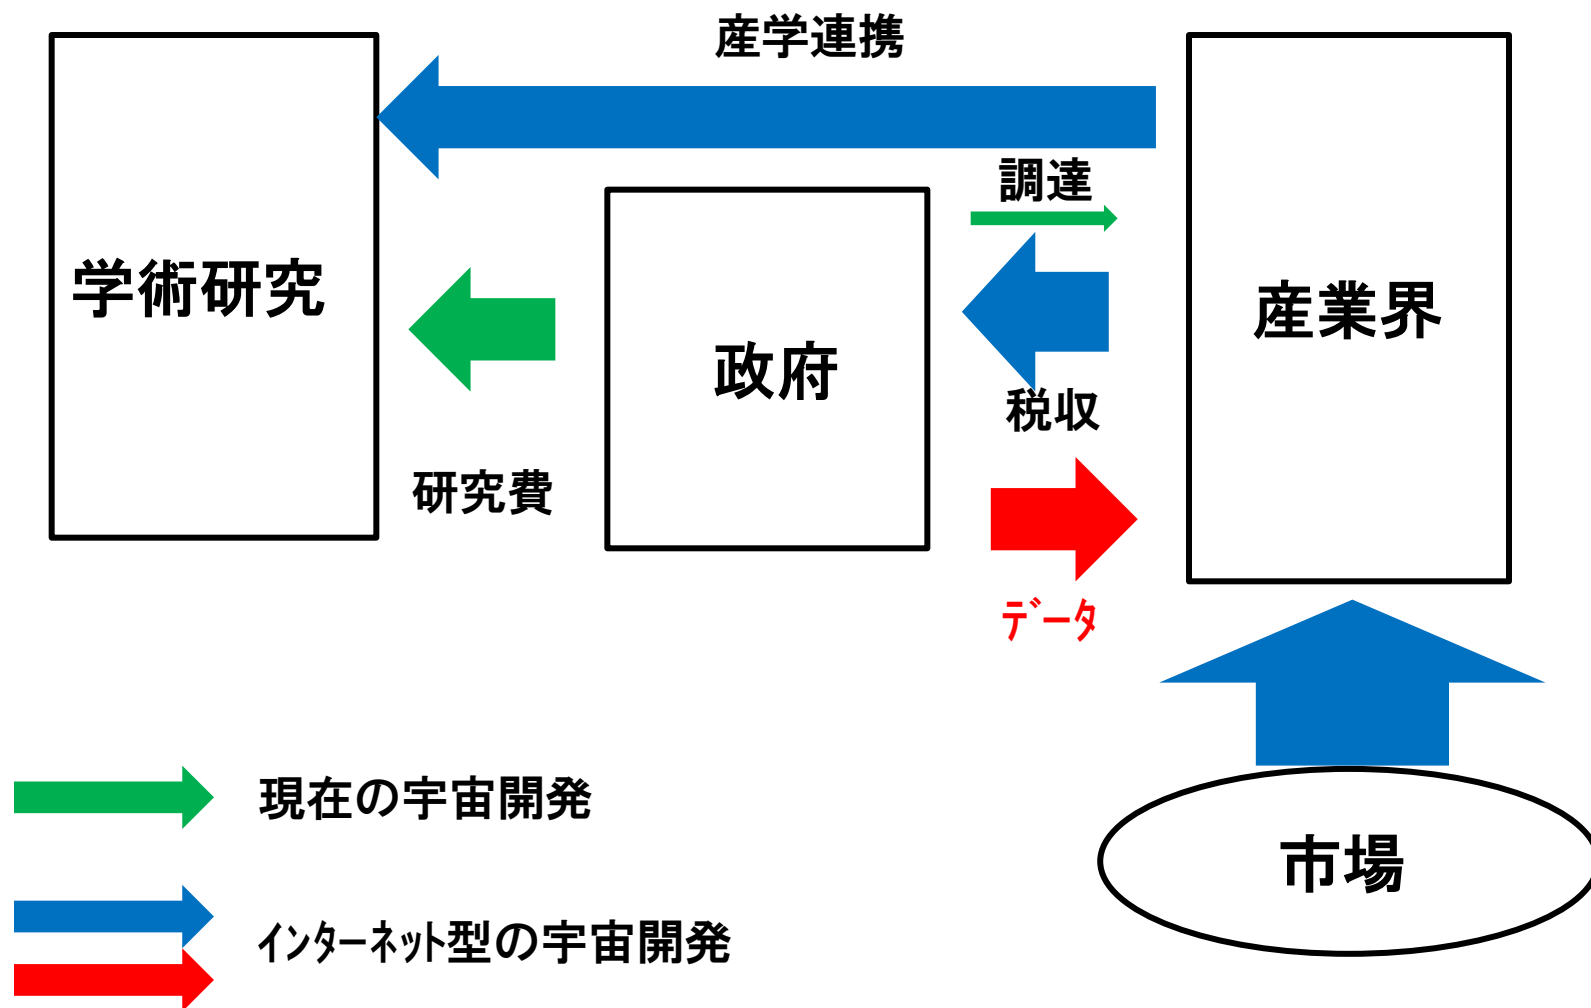 産学連携
調達
学術研究
産業界
政府
税収
研究費
データ
現在の宇宙開発
市場
インターネット型の宇宙開発